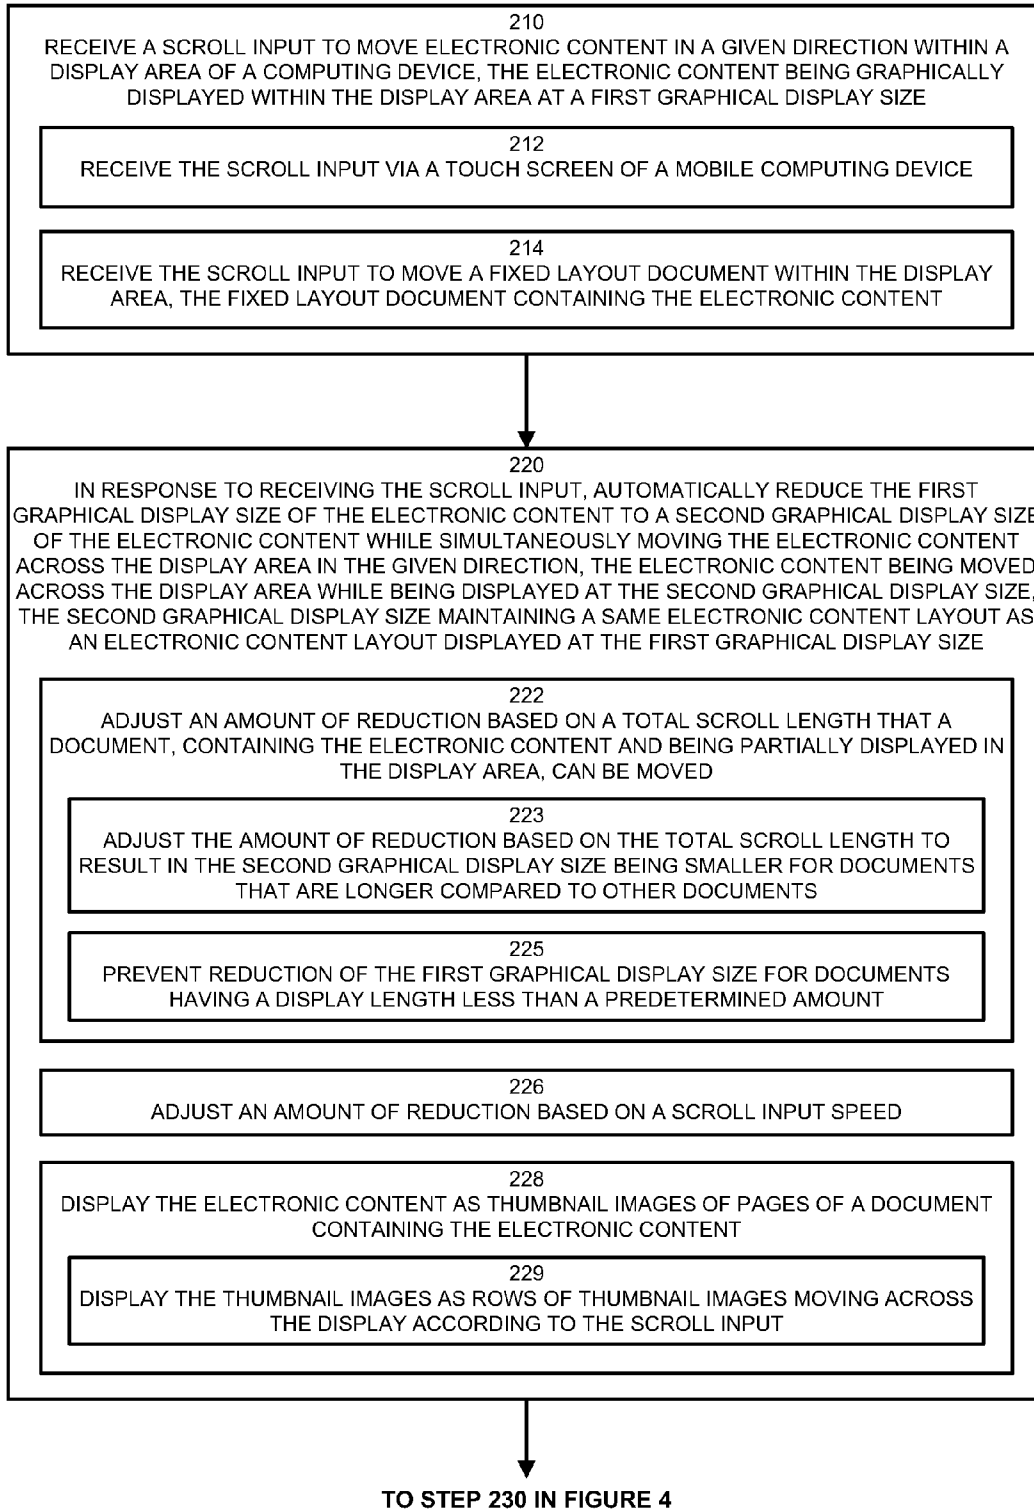 210
RECEIVE A SCROLL INPUT TO MOVE ELECTRONIC CONTENT IN A GIVEN DIRECTION WITHIN A
DISPLAY AREA OF A COMPUTING DEVICE, THE ELECTRONIC CONTENT BEING GRAPHICALLY
DISPLAYED WITHIN THE DISPLAY AREA AT A FIRST GRAPHICAL DISPLAY SIZE
212
RECEIVE THE SCROLL INPUT VIA A TOUCH SCREEN OF A MOBILE COMPUTING DEVICE
214
RECEIVE THE SCROLL INPUT TO MOVE A FIXED LAYOUT DOCUMENT WITHIN THE DISPLAY
AREA, THE FIXED LAYOUT DOCUMENT CONTAINING THE ELECTRONIC CONTENT
220
IN RESPONSE TO RECEIVING THE SCROLL INPUT, AUTOMATICALLY REDUCE THE FIRST
GRAPHICAL DISPLAY SIZE OF THE ELECTRONIC CONTENT TO A SECOND GRAPHICAL DISPLAY SIZE
OF THE ELECTRONIC CONTENT WHILE SIMULTANEOUSLY MOVING THE ELECTRONIC CONTENT
ACROSS THE DISPLAY AREA IN THE GIVEN DIRECTION, THE ELECTRONIC CONTENT BEING MOVED
ACROSS THE DISPLAY AREA WHILE BEING DISPLAYED AT THE SECOND GRAPHICAL DISPLAY SIZE,
THE SECOND GRAPHICAL DISPLAY SIZE MAINTAINING A SAME ELECTRONIC CONTENT LAYOUT AS
AN ELECTRONIC CONTENT LAYOUT DISPLAYED AT THE FIRST GRAPHICAL DISPLAY SIZE
222
ADJUST AN AMOUNT OF REDUCTION BASED ON A TOTAL SCROLL LENGTH THAT A
DOCUMENT, CONTAINING THE ELECTRONIC CONTENT AND BEING PARTIALLY DISPLAYED IN
THE DISPLAY AREA, CAN BE MOVED
223
ADJUST THE AMOUNT OF REDUCTION BASED ON THE TOTAL SCROLL LENGTH TO
RESULT IN THE SECOND GRAPHICAL DISPLAY SIZE BEING SMALLER FOR DOCUMENTS
THAT ARE LONGER COMPARED TO OTHER DOCUMENTS
225
PREVENT REDUCTION OF THE FIRST GRAPHICAL DISPLAY SIZE FOR DOCUMENTS
HAVING A DISPLAY LENGTH LESS THAN A PREDETERMINED AMOUNT
226
ADJUST AN AMOUNT OF REDUCTION BASED ON A SCROLL INPUT SPEED
228
DISPLAY THE ELECTRONIC CONTENT AS THUMBNAIL IMAGES OF PAGES OF A DOCUMENT
CONTAINING THE ELECTRONIC CONTENT
229
DISPLAY THE THUMBNAIL IMAGES AS ROWS OF THUMBNAIL IMAGES MOVING ACROSS
THE DISPLAY ACCORDING TO THE SCROLL INPUT
TO STEP 230 IN FIGURE 4